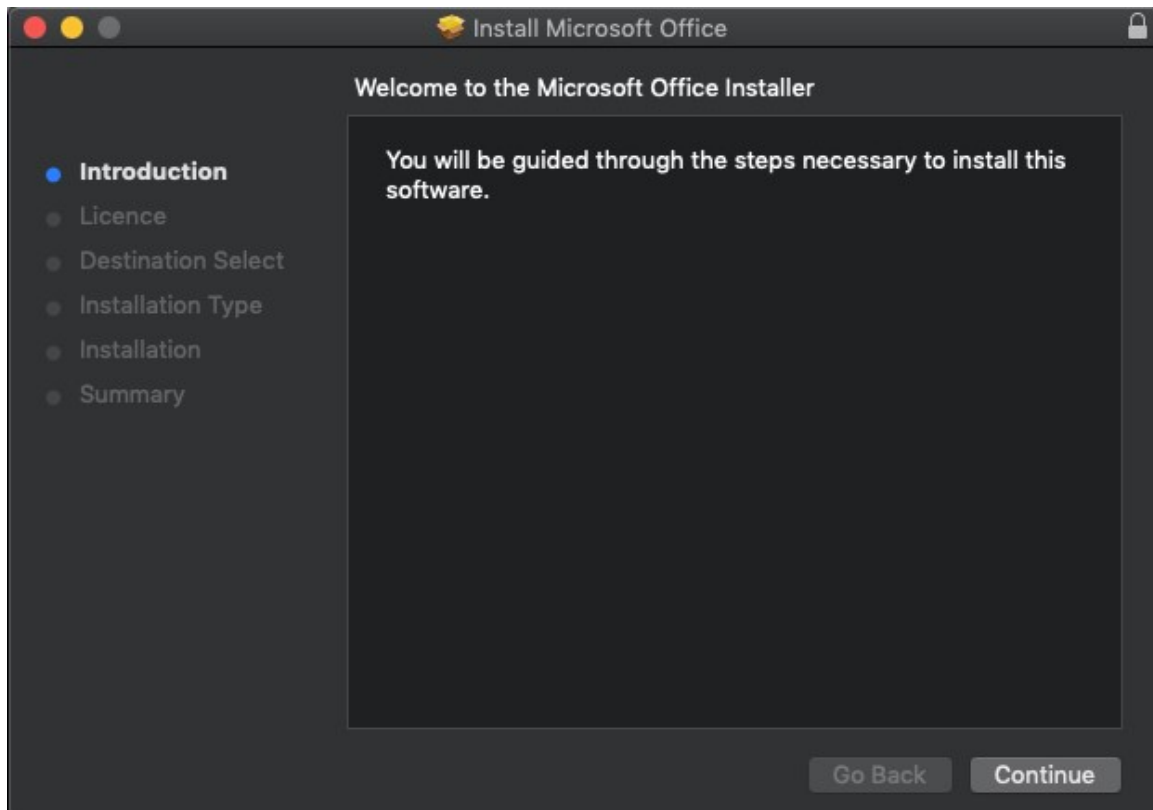 Install Microsoft Office
Welcome to the Microsoft Office Installer
Introduction
Licence
Destination Select
Installation Type
Installation
Summary
You will be guided through the steps necessary to install this
software.
Go Back
Continue